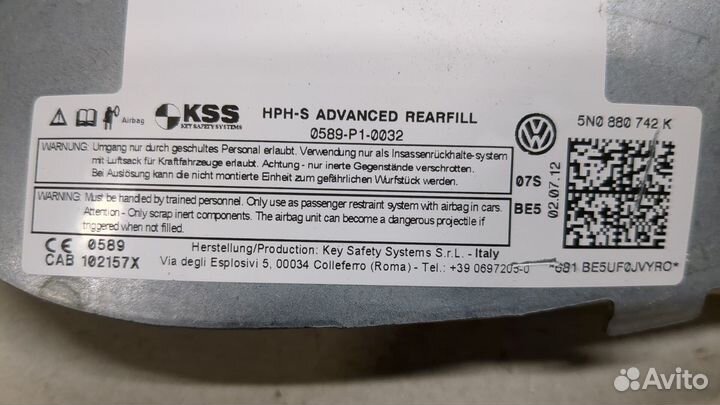 Airbag
KSS
KEY SAFETY SYSTEMS
HPH-S ADVANCED REARFILL
0589-P1-0032
5N0 880 742 K
WARNUNG: Umgang nur durch geschultes Personal erlaubt. Verwendung nur als Insassenrückhalte-system
mit Luftsack für Kraftfahrzeuge erlaubt. Achtung - nur inerte Gegenstände verschrotten.
Bei Auslösung kann die nicht montierte Einheit zum gefährlichen Wurfstück werden.
07S
BE5
02.07.12
WARNING: Must be handled by trained personnel. Only use as passenger restraint system with airbag in cars.
Attention - Only scrap inert components. The airbag unit can become a dangerous projectile if
triggered when not filled.
CE 0589
CAB 102157X
Herstellung/Production: Key Safety Systems S.r.L. - Italy
Via degli Esplosivi 5, 00034 Colleferro (Roma) - Tel.: +39 0697203-0
*691 BE5UF0JVYRO*
Avito